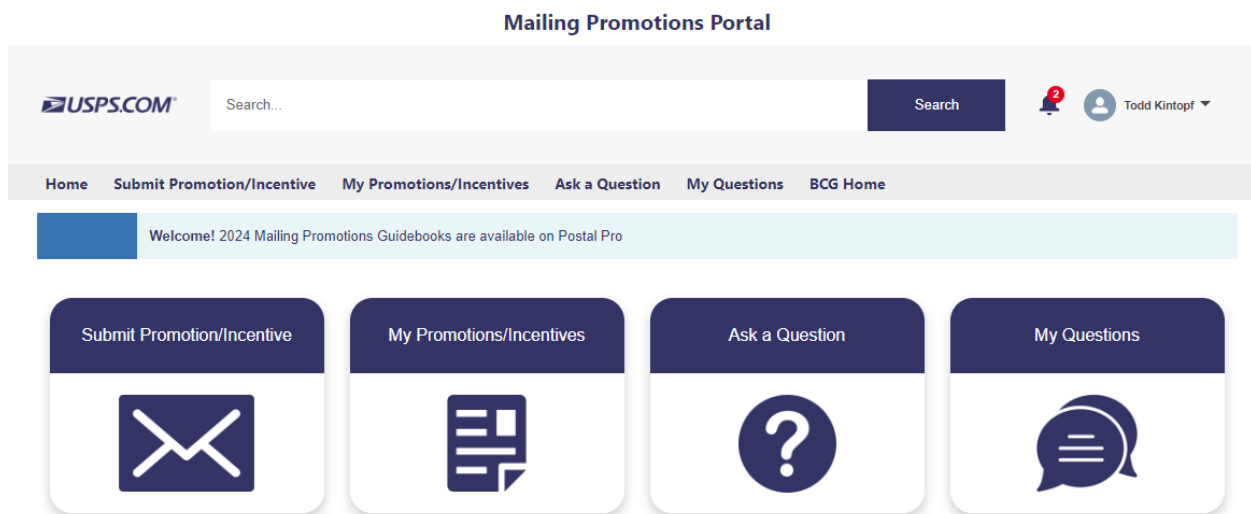 Mailing Promotions Portal
USPS.COM®
Search...
Search
2
Todd Kintopf
Home Submit Promotion/Incentive My Promotions/Incentives Ask a Question My Questions BCG Home
Welcome! 2024 Mailing Promotions Guidebooks are available on Postal Pro
Submit Promotion/Incentive
My Promotions/Incentives
Ask a Question
My Questions
?